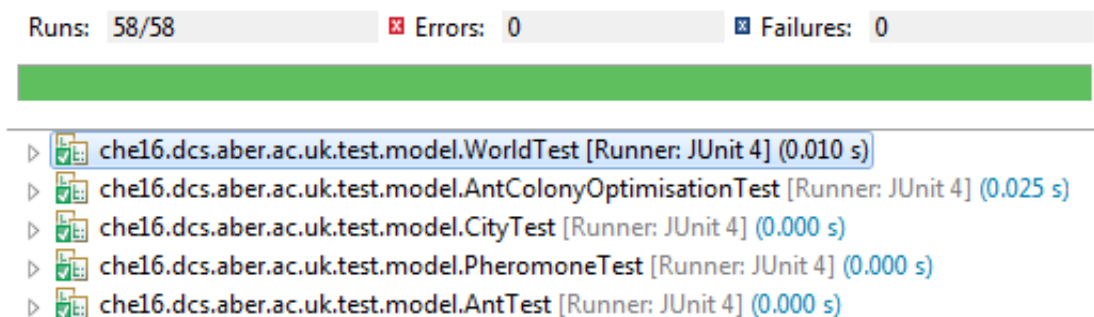 Runs: 58/58 Errors: 0 Failures: 0
che16.dcs.aber.ac.uk.test.model.WorldTest [Runner: JUnit 4] (0.010 s)
che16.dcs.aber.ac.uk.test.model.AntColonyOptimisationTest [Runner: JUnit 4] (0.025 s)
che16.dcs.aber.ac.uk.test.model.CityTest [Runner: JUnit 4] (0.000 s)
che16.dcs.aber.ac.uk.test.model.PheromoneTest [Runner: JUnit 4] (0.000 s)
che16.dcs.aber.ac.uk.test.model.AntTest [Runner: JUnit 4] (0.000 s)